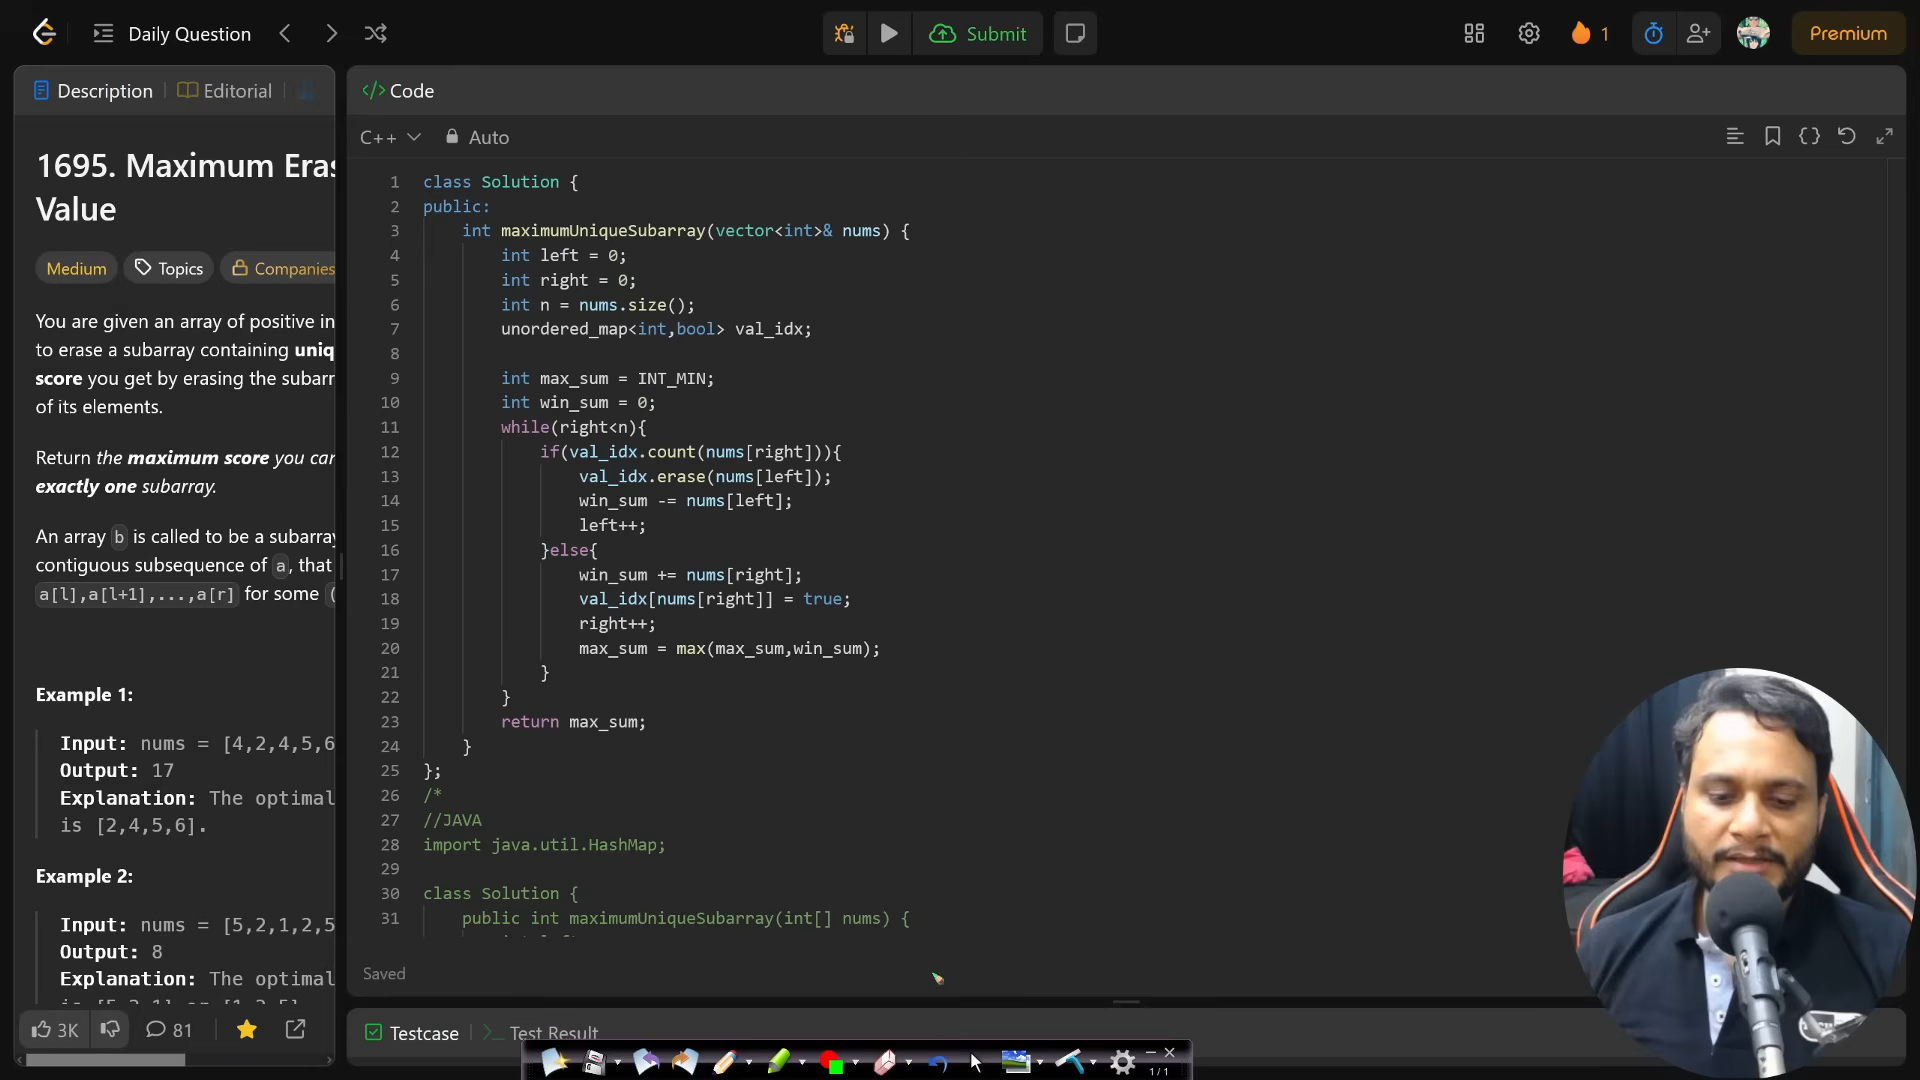 Daily Question
Submit
1
Premium
Description
Editorial
1695. Maximum Eras
Value
Medium
Topics
Companies
You are given an array of positive in
to erase a subarray containing uniq
score you get by erasing the subarr
of its elements.
Return the maximum score you can
exactly one subarray.
An array b is called to be a subarray
contiguous subsequence of a, that
a[l],a[l+1],...,a[r] for some (
Example 1:
Input: nums = [4,2,4,5,6
Output: 17
Explanation: The optimal
is [2,4,5,6].
Example 2:
Input: nums = [5,2,1,2,5
Output: 8
Explanation: The optimal
3K
81
</> Code
C++
Auto
1 class Solution {
2 public:
3 int maximumUniqueSubarray(vector<int>& nums) {
4 int left = 0;
5 int right = 0;
6 int n = nums.size();
7 unordered_map<int,bool> val_idx;
8
9 int max_sum = INT_MIN;
10 int win_sum = 0;
11 while(right<n){
12 if(val_idx.count(nums[right])){
13 val_idx.erase(nums[left]);
14 win_sum -= nums[left];
15 left++;
16 }else{
17 win_sum += nums[right];
18 val_idx[nums[right]] = true;
19 right++;
20 max_sum = max(max_sum,win_sum);
21 }
22 }
23 return max_sum;
24 }
25 };
26 /*
27 //JAVA
28 import java.util.HashMap;
29
30 class Solution {
31 public int maximumUniqueSubarray(int[] nums) {
Saved
Testcase
Test Result
1/1